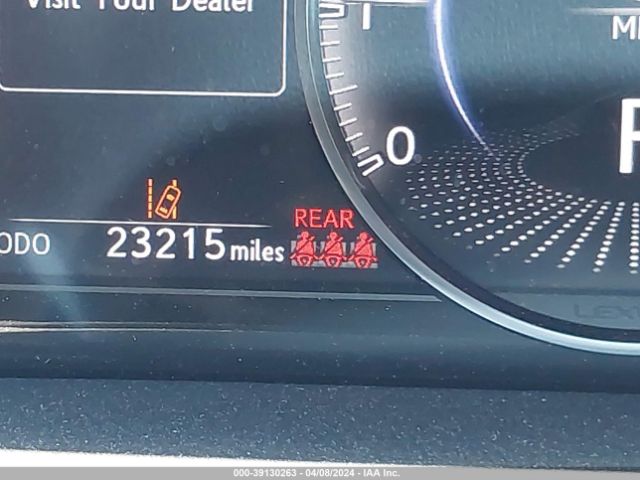 Visit Your Dealer
1
0
REAR
ODO 23215 miles
000-39130263 - 04/08/2024 - IAA Inc.